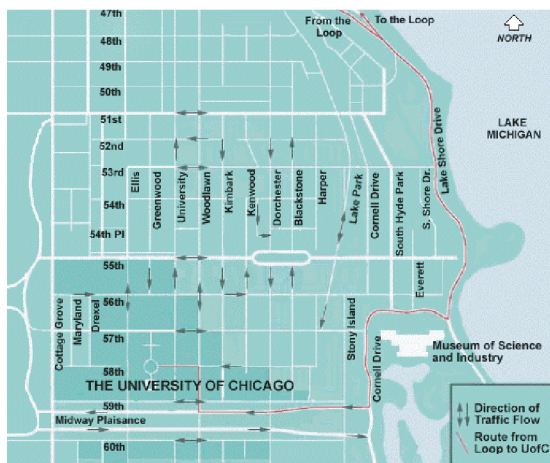 47th
48th
49th
50th
51st
52nd
53rd
54th
54th Pl
55th
56th
57th
58th
59th
60th
From the
Loop
To the Loop
NORTH
LAKE
MICHIGAN
Lake Shore Drive
Ellis
Greenwood
University
Woodlawn
Kimbark
Kenwood
Dorchester
Blackstone
Harper
Lake Park
Cornell Drive
South Hyde Park
S. Shore Dr.
Everett
Cottage Grove
Maryland
Drexel
Stony Island
Cornell Drive
Museum of Science
and Industry
THE UNIVERSITY OF CHICAGO
Midway Plaisance
Direction of
Traffic Flow
Route from
Loop to UofC